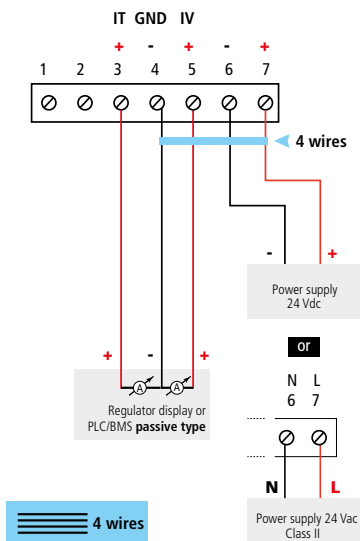 IT GND IV
+ - + - +
1 2 3 4 5 6 7
4 wires
- +
Power supply
24 Vdc
or
+ - +
A A
Regulator display or
PLC/BMS passive type
N L
6 7
N L
4 wires
Power supply 24 Vac
Class II